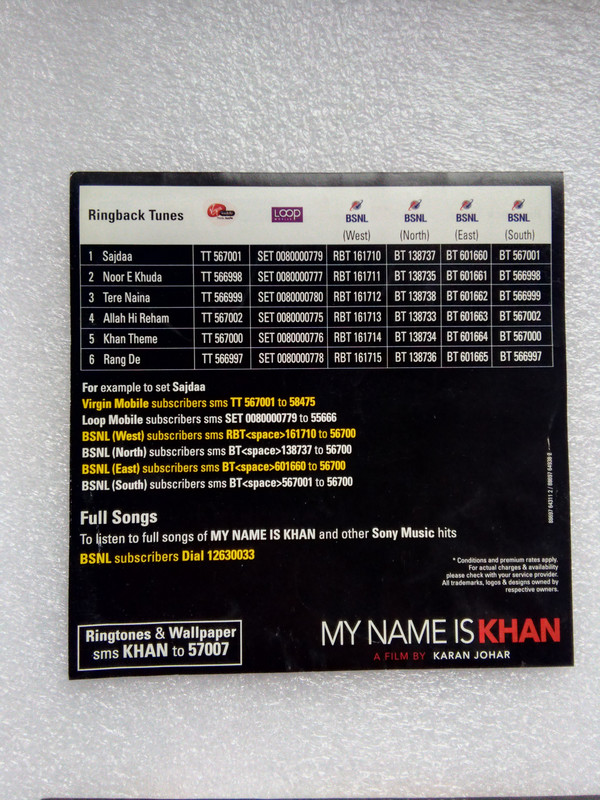 Ringback Tunes Virgin mobile LOOP MOBILE BSNL (West) BSNL (North) BSNL (East) BSNL (South)
1 Sajdaa TT 567001 SET 0080000779 RBT 161710 BT 138737 BT 601660 BT 567001
2 Noor E Khuda TT 566998 SET 0080000777 RBT 161711 BT 138735 BT 601661 BT 566998
3 Tere Naina TT 566999 SET 0080000780 RBT 161712 BT 138738 BT 601662 BT 566999
4 Allah Hi Reham TT 567002 SET 0080000775 RBT 161713 BT 138733 BT 601663 BT 567002
5 Khan Theme TT 567000 SET 0080000776 RBT 161714 BT 138734 BT 601664 BT 567000
6 Rang De TT 566997 SET 0080000778 RBT 161715 BT 138736 BT 601665 BT 566997
For example to set Sajdaa
Virgin Mobile subscribers sms TT 567001 to 58475
Loop Mobile subscribers sms SET 0080000779 to 55666
BSNL (West) subscribers sms RBT<space>161710 to 56700
BSNL (North) subscribers sms BT<space>138737 to 56700
BSNL (East) subscribers sms BT<space>601660 to 56700
BSNL (South) subscribers sms BT<space>567001 to 56700
Full Songs
To listen to full songs of MY NAME IS KHAN and other Sony Music hits
BSNL subscribers Dial 12630033
* Conditions and premium rates apply.
For actual charges & availability
please check with your service provider.
All trademarks, logos & designs owned by
respective owners.
Ringtones & Wallpaper
sms KHAN to 57007
MY NAME IS KHAN
A FILM BY KARAN JOHAR